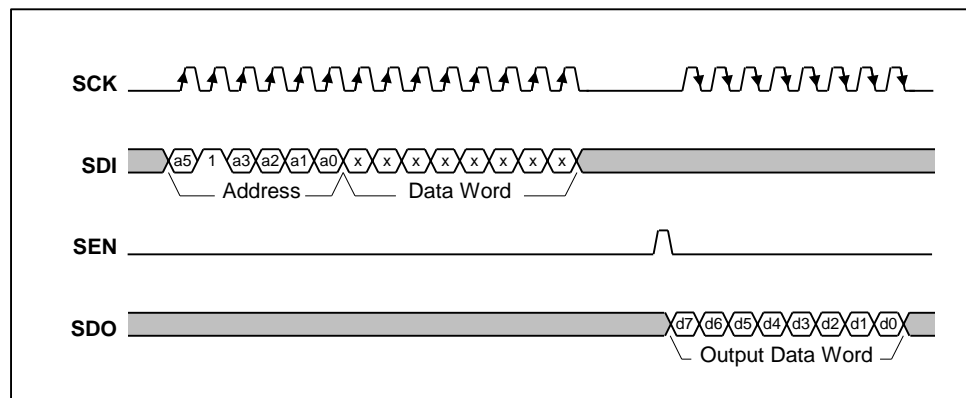 SCK
SDI a5 1 a3 a2 a1 a0 x x x x x x x x
Address Data Word
SEN
SDO d7 d6 d5 d4 d3 d2 d1 d0
Output Data Word